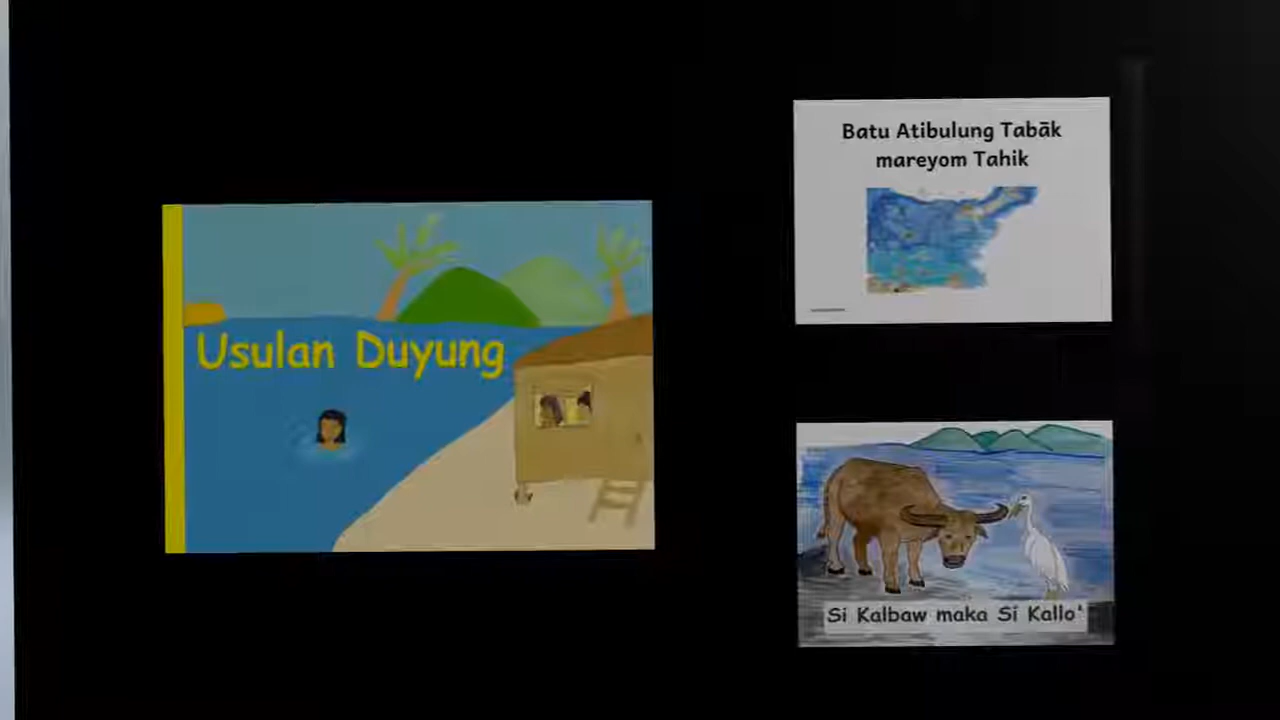 Usulan Duyung
Batu Atibulung Tabāk
mareyom Tahik
Si Kalbaw maka Si Kallo'